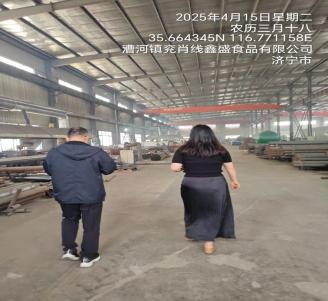 2025年4月15日星期二
农历三月十八
35.664345N 116.771158E
漕河镇兖肖线鑫盛食品有限公司
济宁市